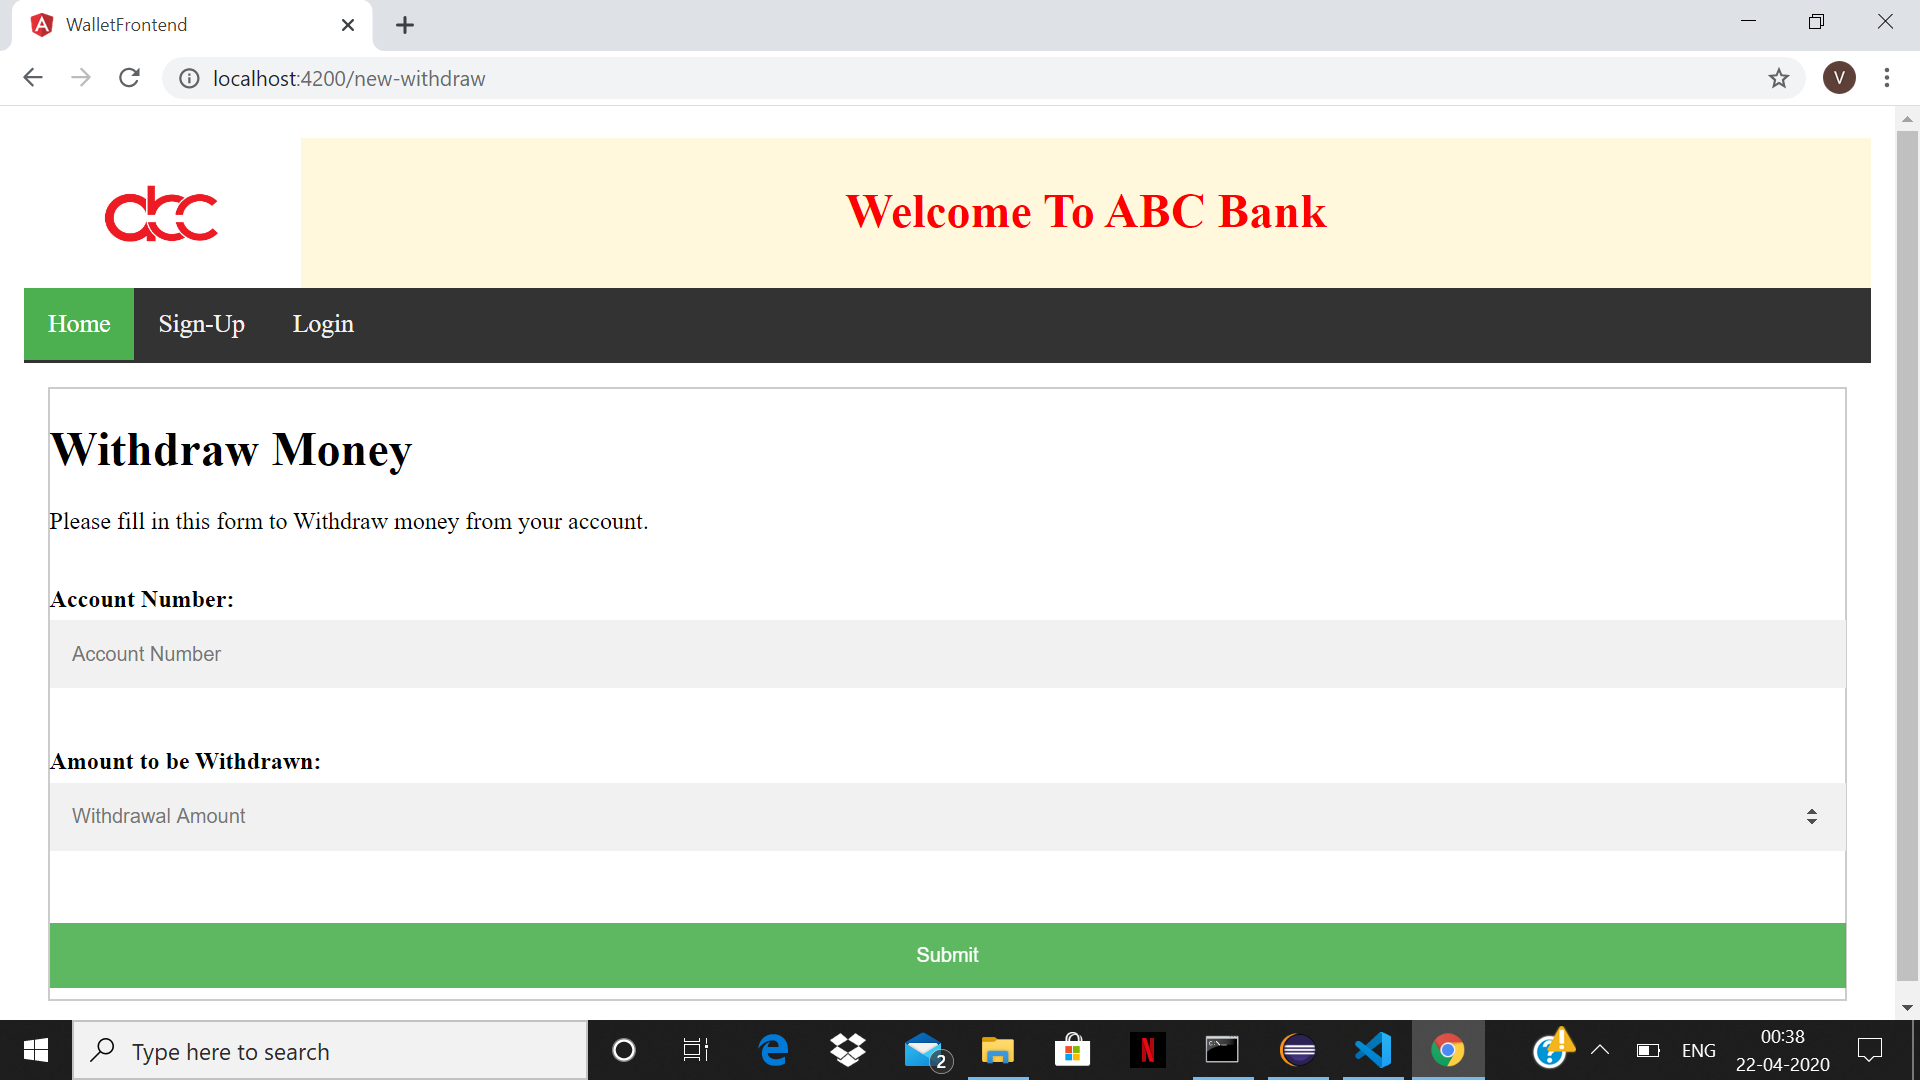 WalletFrontend
localhost:4200/new-withdraw
V
Welcome To ABC Bank
Home Sign-Up Login
Withdraw Money
Please fill in this form to Withdraw money from your account.
Account Number:
Account Number
Amount to be Withdrawn:
Withdrawal Amount
Submit
Type here to search
2
N
ENG
00:38
22-04-2020